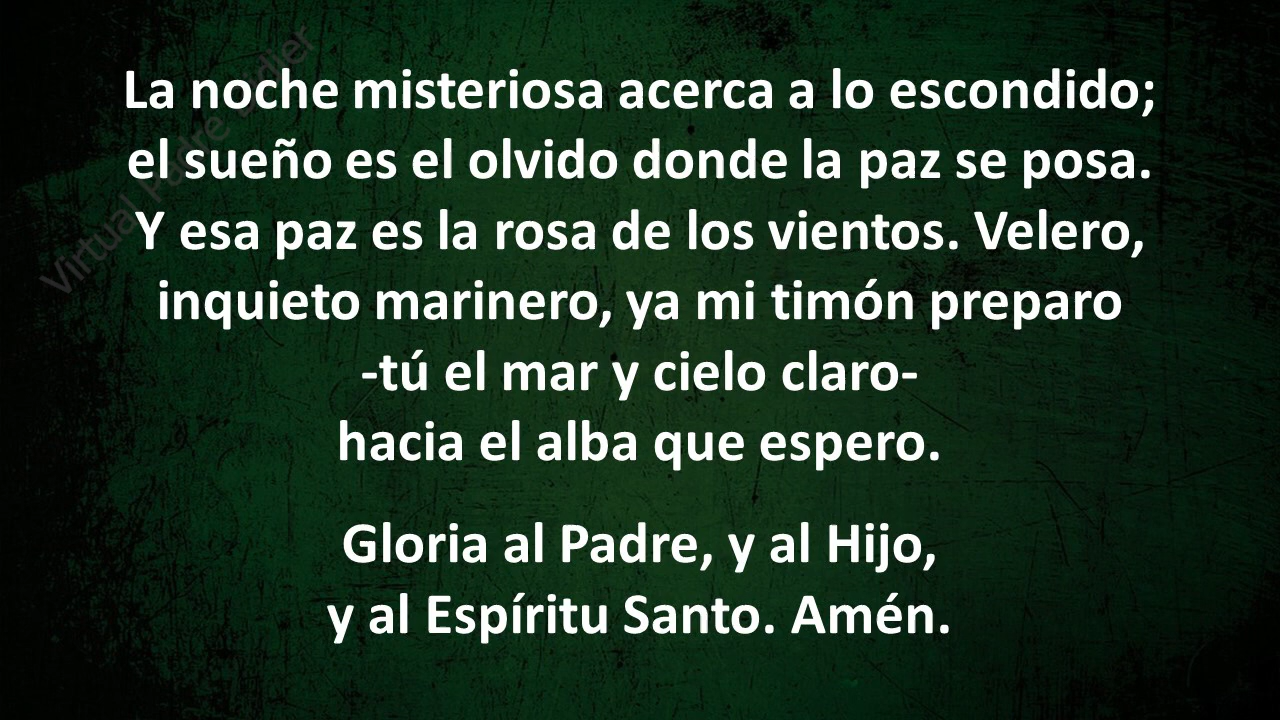 La noche misteriosa acerca a lo escondido;
el sueño es el olvido donde la paz se posa.
Y esa paz es la rosa de los vientos. Velero,
inquieto marinero, ya mi timón preparo
-tú el mar y cielo claro-
hacia el alba que espero.
Gloria al Padre, y al Hijo,
y al Espíritu Santo. Amén.
Virtual Padre